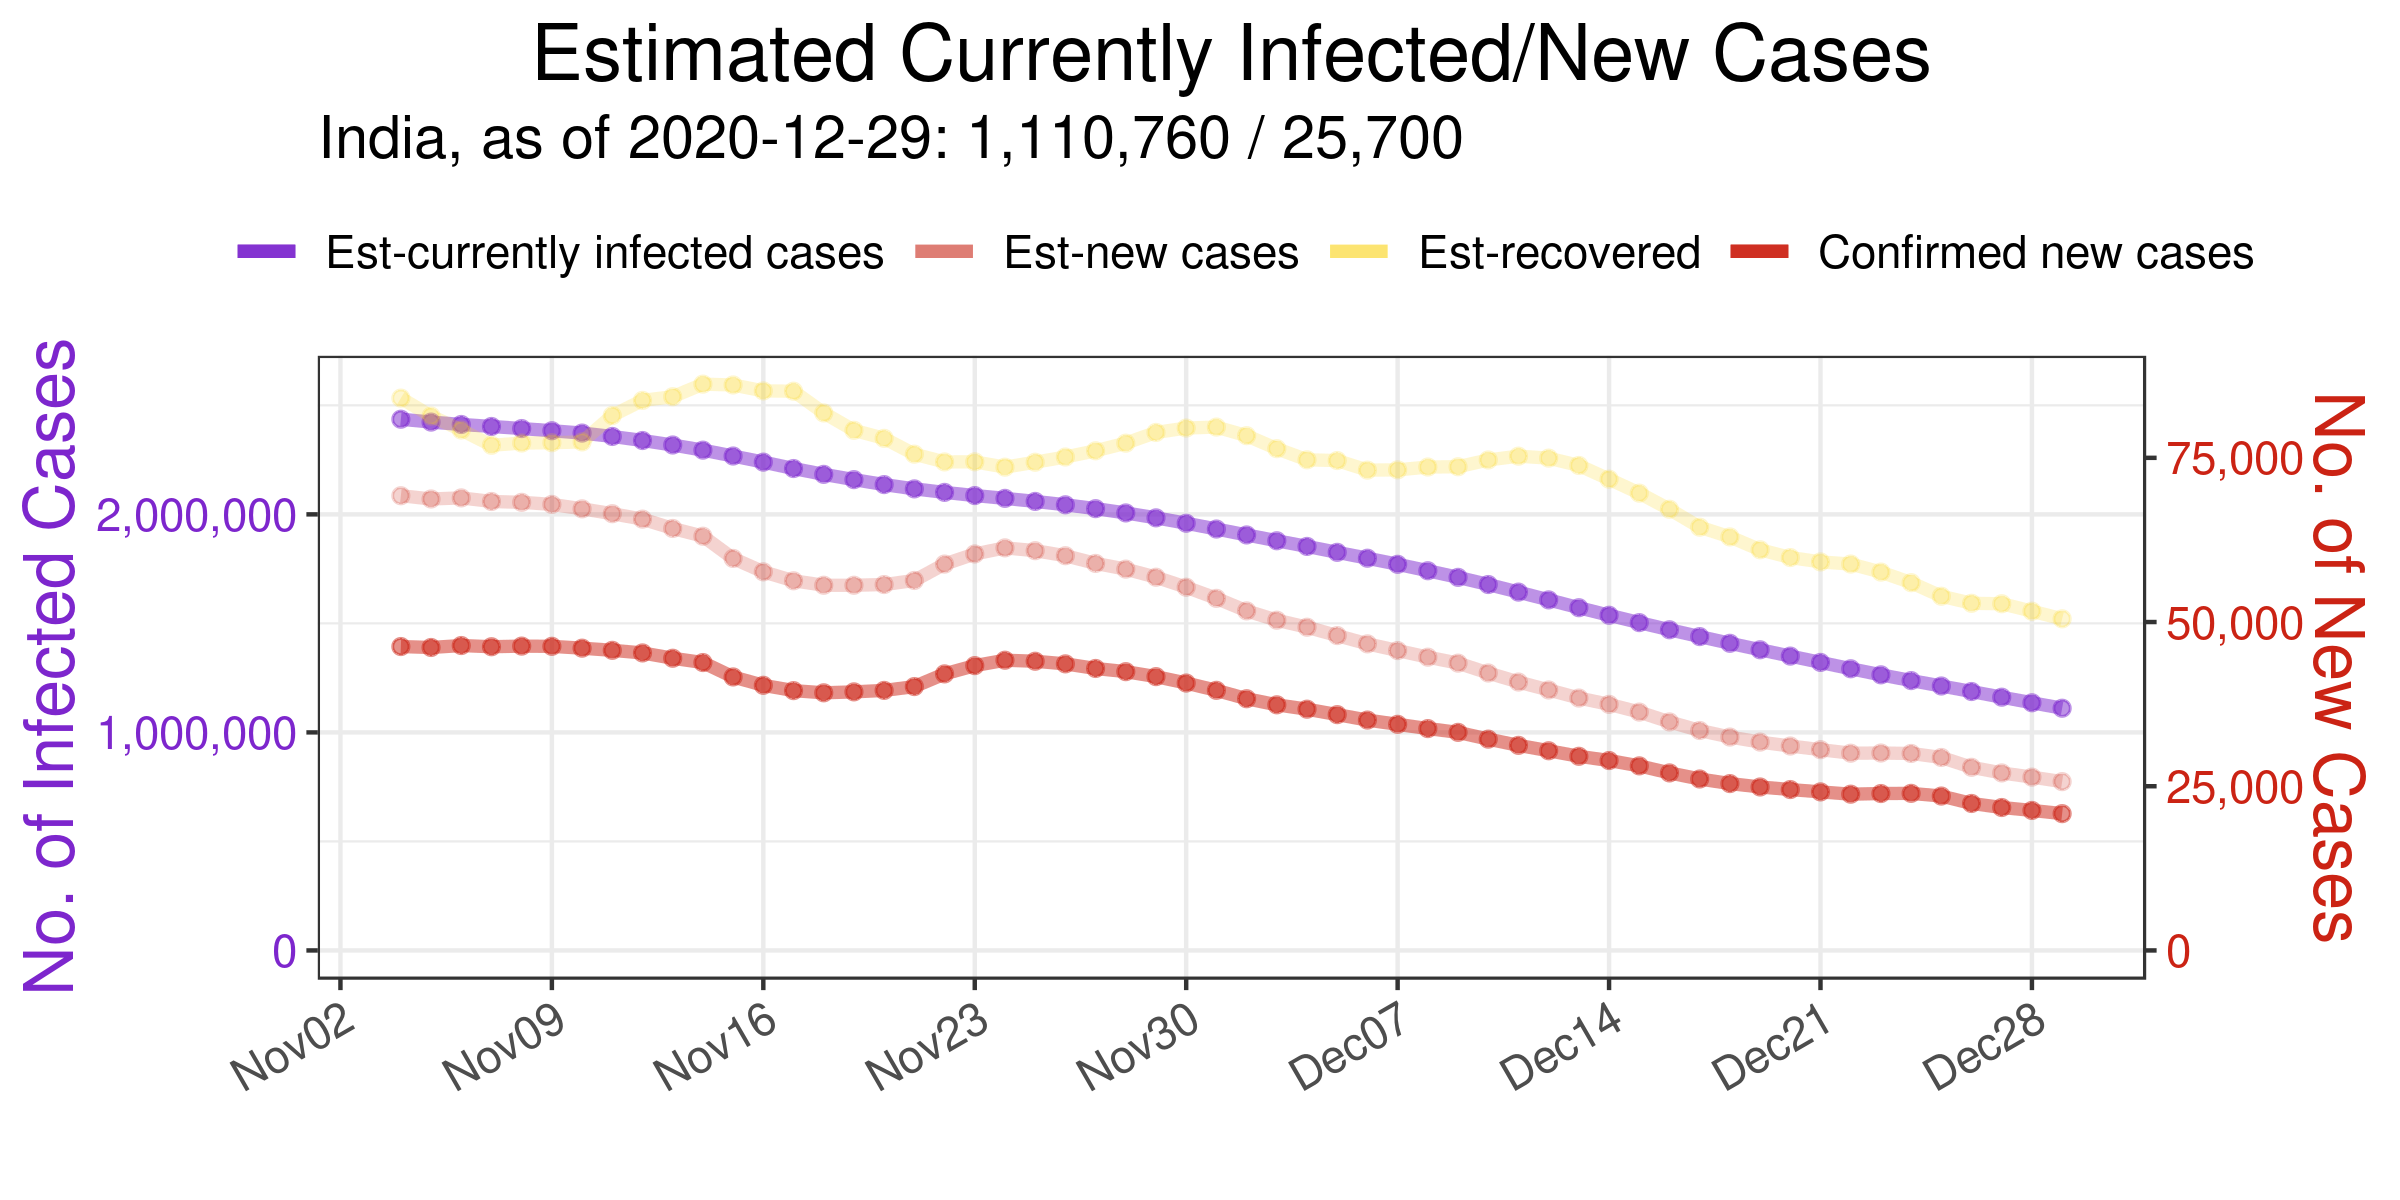 Estimated Currently Infected/New Cases
India, as of 2020-12-29: 1,110,760 / 25,700
Est-currently infected cases Est-new cases Est-recovered Confirmed new cases
No. of Infected Cases
2,000,000
1,000,000
0
75,000
50,000
25,000
0
No. of New Cases
Nov02 Nov09 Nov16 Nov23 Nov30 Dec07 Dec14 Dec21 Dec28